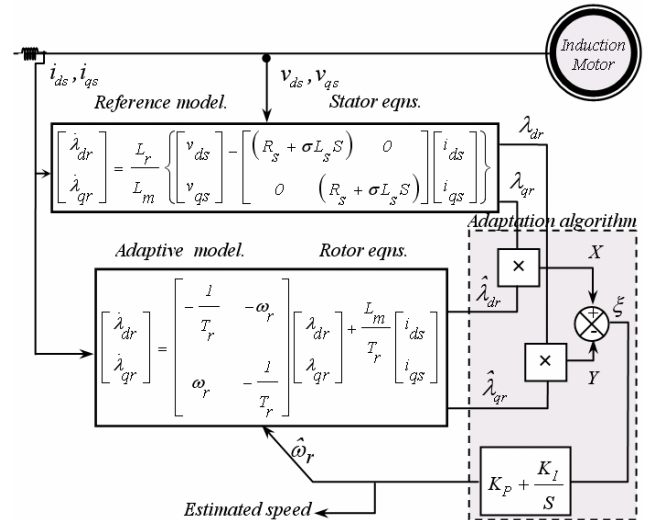 Induction
Motor
i_ds , i_qs
v_ds , v_qs
Reference model. Stator eqns.
[λ̇_dr; λ̇_qr] = L_r/L_m {[v_ds; v_qs] − [(R_s + σL_s S) 0; 0 (R_s + σL_s S)] [i_ds; i_qs]}
λ_dr
λ_qr
Adaptation algorithm
Adaptive model. Rotor eqns.
× X
λ̂_dr
+
-
ξ
[λ̇_dr; λ̇_qr] = [−1/T_r −ω_r; ω_r −1/T_r] [λ_dr; λ_qr] + L_m/T_r [i_ds; i_qs]
× Y
λ̂_qr
ω̂_r
K_P + K_I/S
Estimated speed